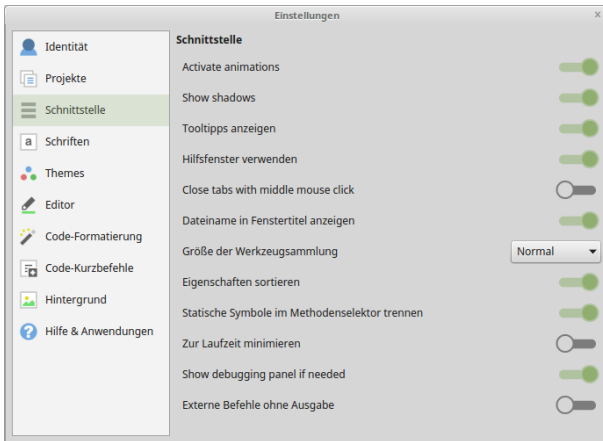 Einstellungen
Identität
Projekte
Schnittstelle
a Schriften
Themes
Editor
Code-Formatierung
Code-Kurzbefehle
Hintergrund
? Hilfe & Anwendungen
Schnittstelle
Activate animations
Show shadows
Tooltipps anzeigen
Hilfsfenster verwenden
Close tabs with middle mouse click
Dateiname in Fenstertitel anzeigen
Größe der Werkzeugsammlung Normal
Eigenschaften sortieren
Statische Symbole im Methodenselektor trennen
Zur Laufzeit minimieren
Show debugging panel if needed
Externe Befehle ohne Ausgabe